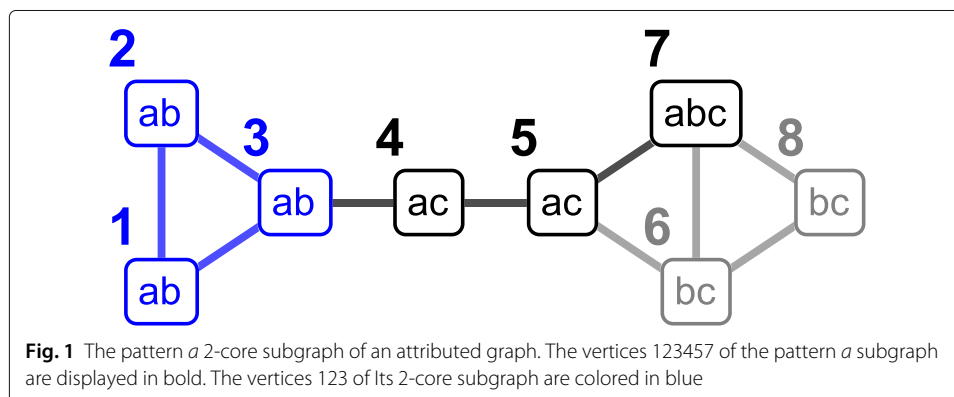 2
7
ab
3
4
5
abc
8
ab
ac
ac
bc
1
6
ab
bc
Fig. 1 The pattern a 2-core subgraph of an attributed graph. The vertices 123457 of the pattern a subgraph
are displayed in bold. The vertices 123 of Its 2-core subgraph are colored in blue